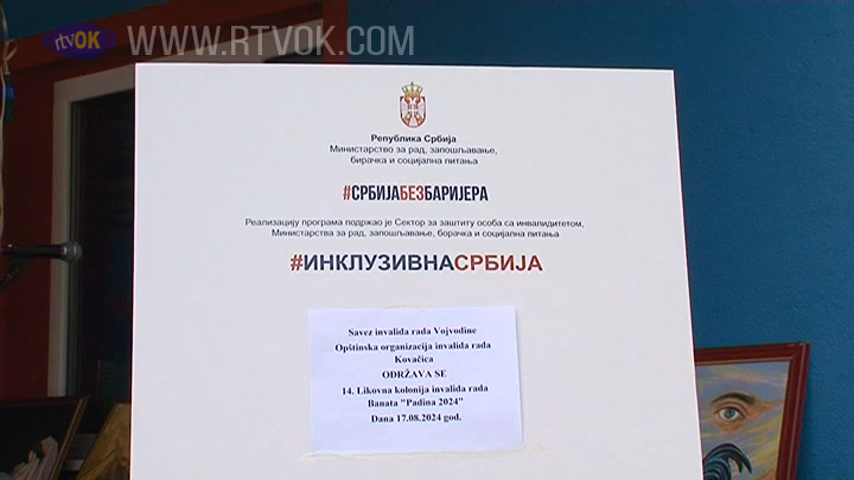 rtvOK
WWW.RTVOK.COM
Република Србија
Министарство за рад, запошљавање,
бирачка и социјална питања
#СРБИЈАБЕЗБАРИЈЕРА
Реализацију програма подржао је Сектор за заштиту особа са инвалидитетом,
Министарства за рад, запошљавање, борачка и социјална питања
#ИНКЛУЗИВНАСРБИЈА
Savez invalida rada Vojvodine
Opštinska organizacija invalida rada
Kovačica
ODRŽAVA SE
14. Likovna kolonija invalida rada
Banata "Padina 2024"
Dana 17.08.2024 god.